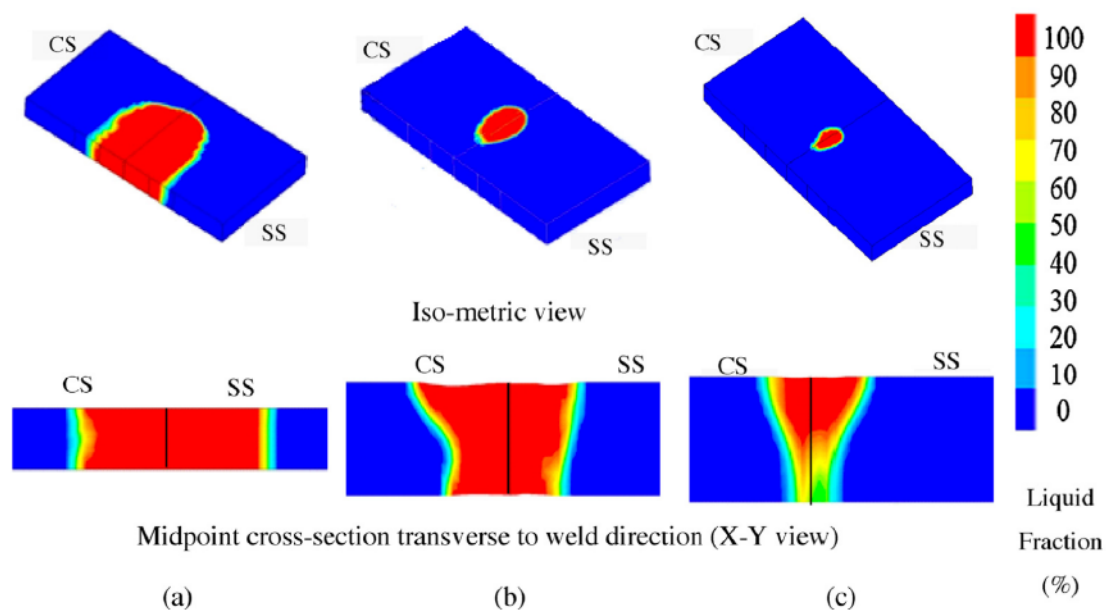 CS
SS
CS
SS
CS
SS
100
90
80
70
60
50
40
30
20
10
0
Iso-metric view
CS SS
CS SS
CS SS
Midpoint cross-section transverse to weld direction (X-Y view)
Liquid
Fraction
(%)
(a) (b) (c)